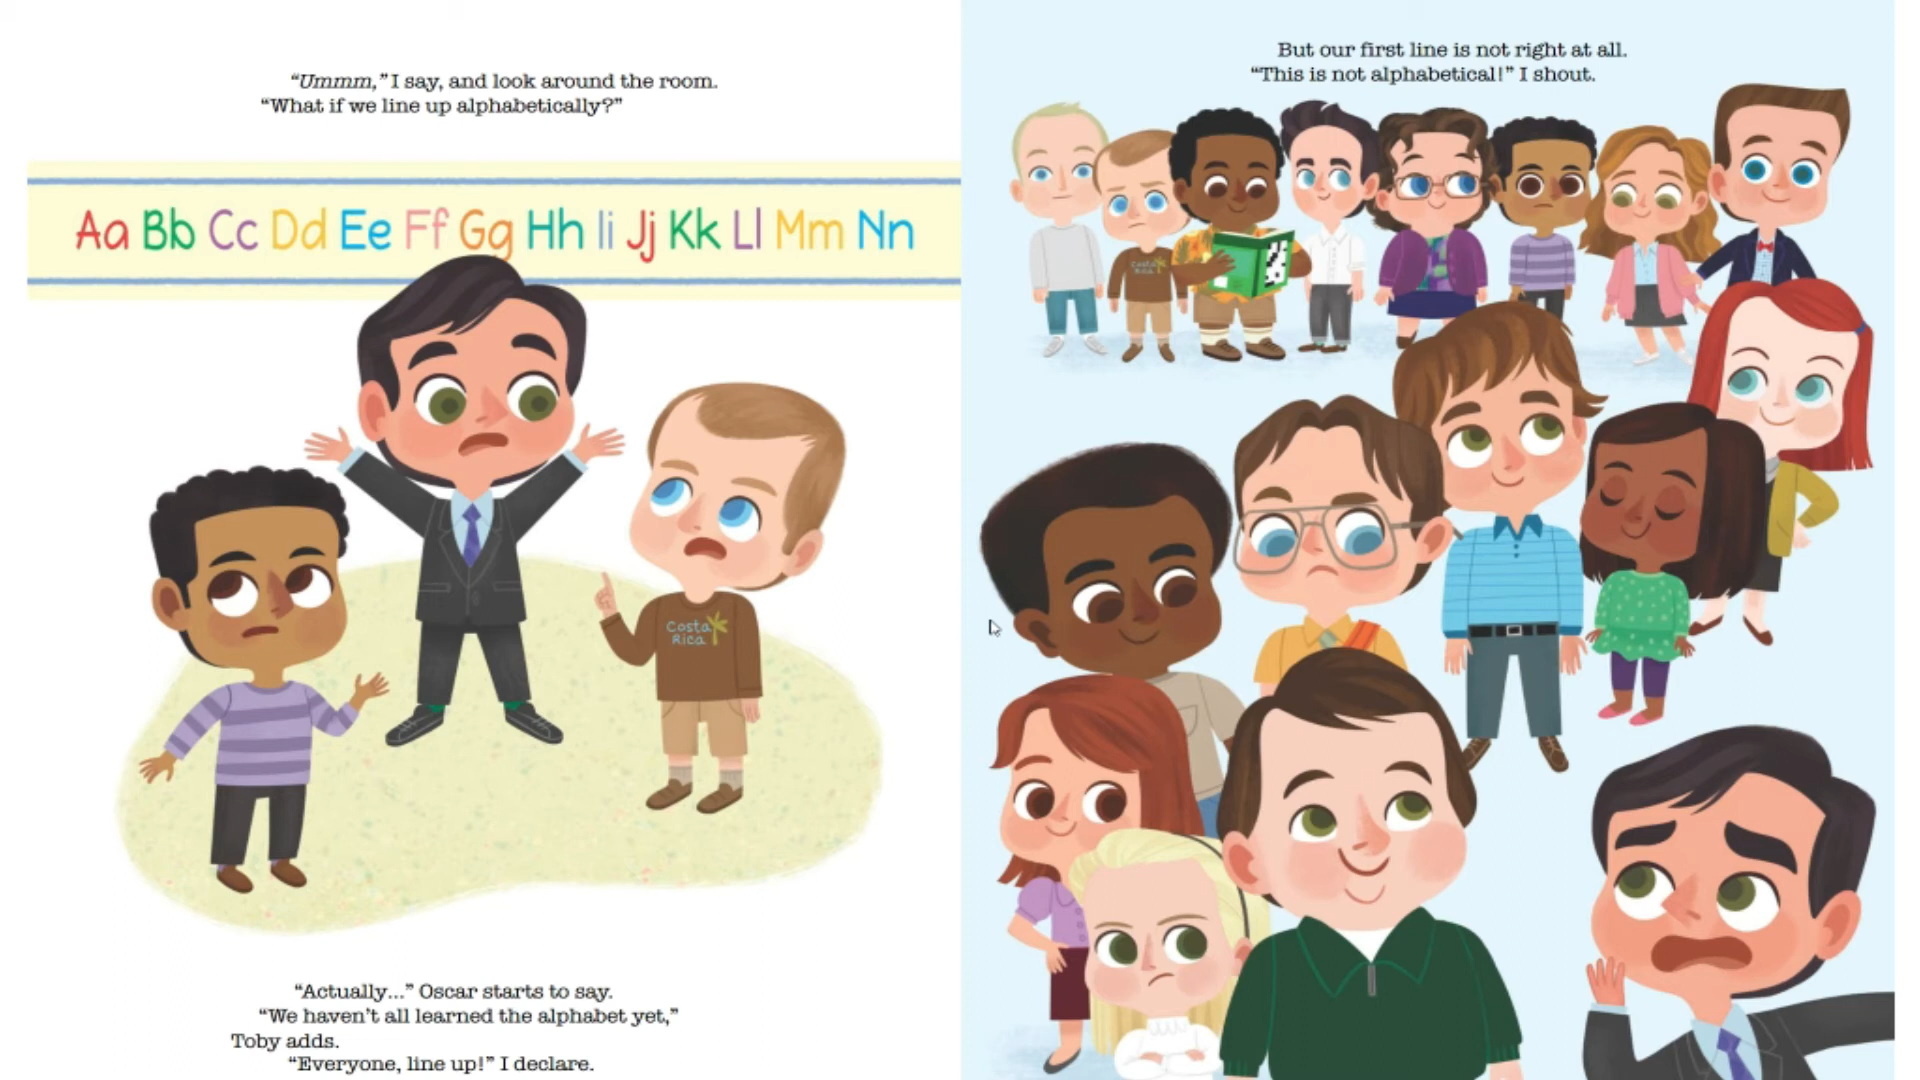 “Ummm,” I say, and look around the room.
“What if we line up alphabetically?”
Aa Bb Cc Dd Ee Ff Gg Hh Ii Jj Kk Ll Mm Nn
Costa
Rica
“Actually...” Oscar starts to say.
“We haven’t all learned the alphabet yet,”
Toby adds.
“Everyone, line up!” I declare.
But our first line is not right at all.
“This is not alphabetical!” I shout.
Costa
Rica